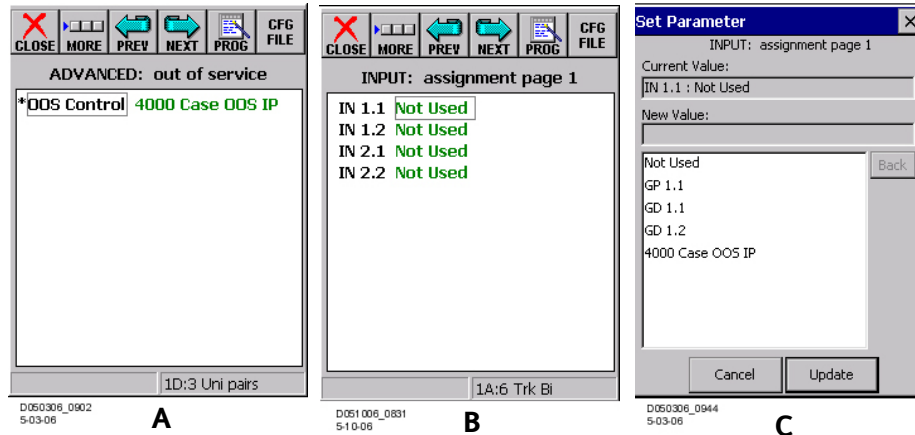 CLOSE MORE PREV NEXT PROG CFG FILE
ADVANCED: out of service
*OOS Control 4000 Case OOS IP
1D:3 Uni pairs
D050306_0902
5-03-06
A
CLOSE MORE PREV NEXT PROG CFG FILE
INPUT: assignment page 1
IN 1.1 Not Used
IN 1.2 Not Used
IN 2.1 Not Used
IN 2.2 Not Used
1A:6 Trk Bi
D051006_0831
5-10-06
B
Set Parameter
INPUT: assignment page 1
Current Value:
IN 1.1 : Not Used
New Value:
Not Used
Back
GP 1.1
GD 1.1
GD 1.2
4000 Case OOS IP
Cancel Update
D050306_0944
5-03-06
C